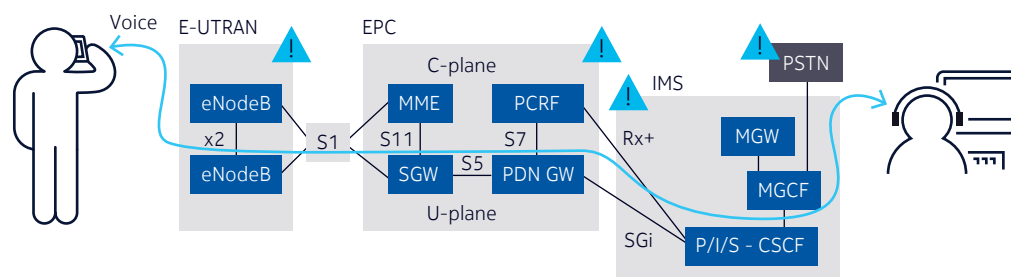 Voice
E-UTRAN
!
eNodeB
x2
eNodeB
S1
EPC
!
C-plane
MME
PCRF
S11
S7
SGW
S5
PDN GW
U-plane
!
IMS
!
PSTN
Rx+
MGW
MGCF
SGi
P/I/S - CSCF